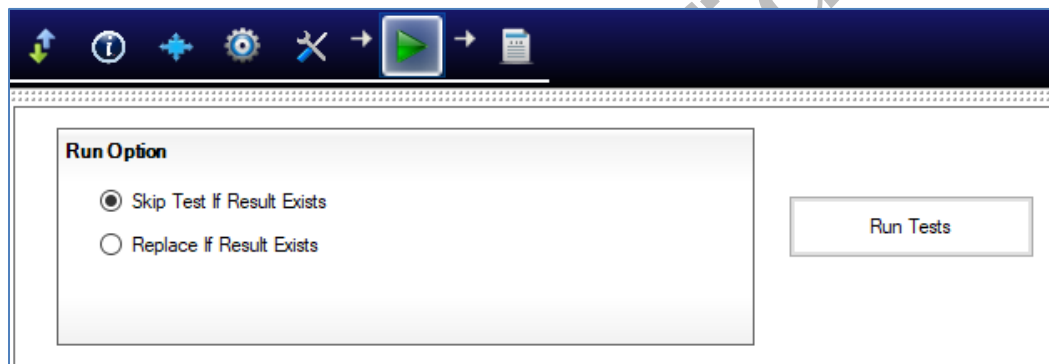 Run Option
Skip Test If Result Exists
Replace If Result Exists
Run Tests